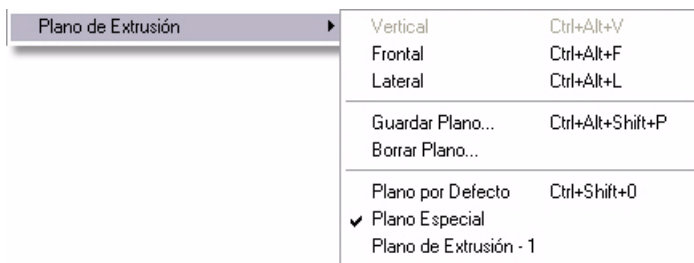 Plano de Extrusión
Vertical Ctrl+Alt+V
Frontal Ctrl+Alt+F
Lateral Ctrl+Alt+L
Guardar Plano... Ctrl+Alt+Shift+P
Borrar Plano...
Plano por Defecto Ctrl+Shift+0
Plano Especial
Plano de Extrusión - 1